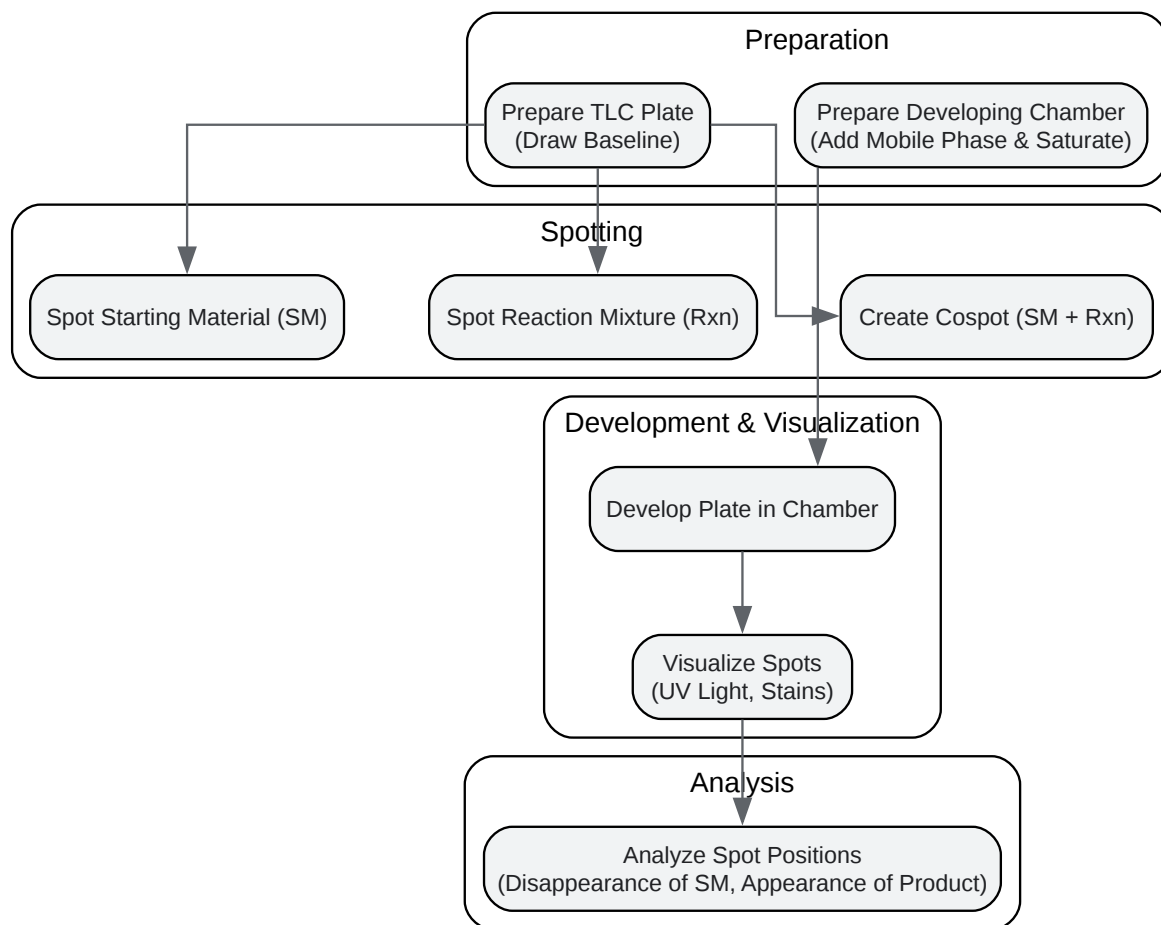 Preparation
Prepare TLC Plate
(Draw Baseline)
Prepare Developing Chamber
(Add Mobile Phase & Saturate)
Spotting
Spot Starting Material (SM)
Spot Reaction Mixture (Rxn)
Create Cospot (SM + Rxn)
Development & Visualization
Develop Plate in Chamber
Visualize Spots
(UV Light, Stains)
Analysis
Analyze Spot Positions
(Disappearance of SM, Appearance of Product)